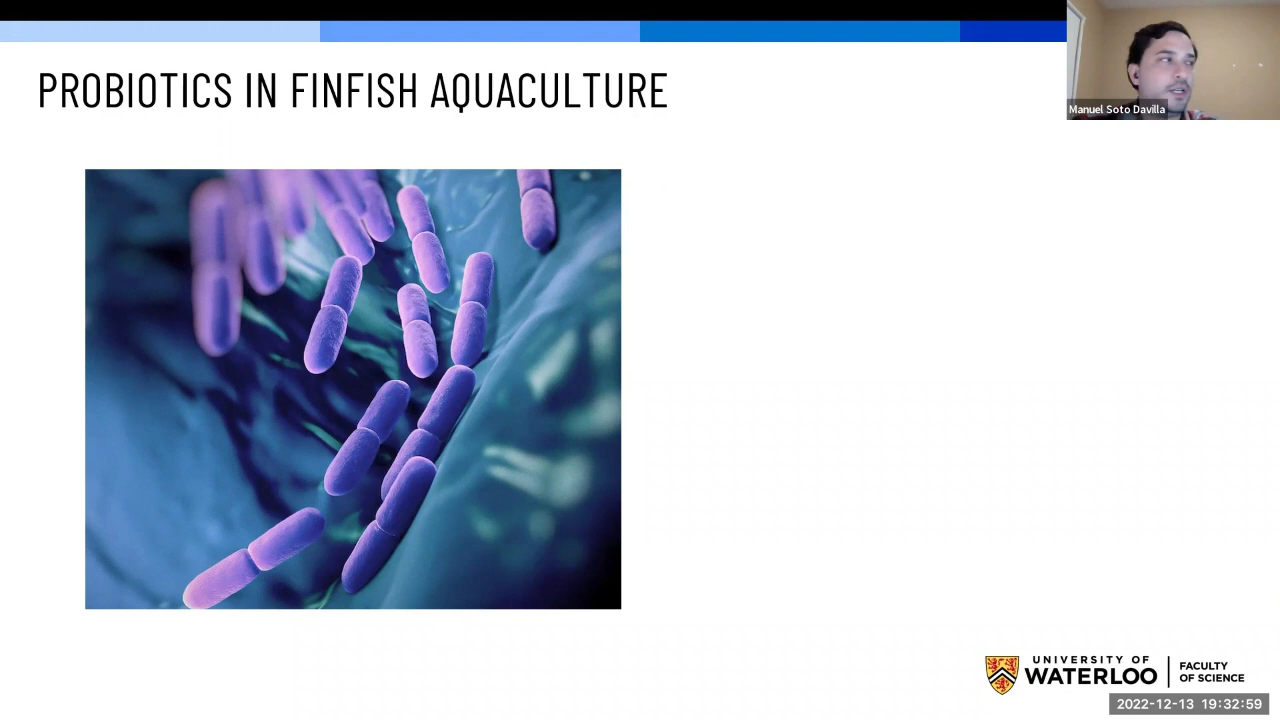 PROBIOTICS IN FINFISH AQUACULTURE
Manuel Soto Davilla
UNIVERSITY OF
WATERLOO
FACULTY
OF SCIENCE
2022-12-13 19:32:59